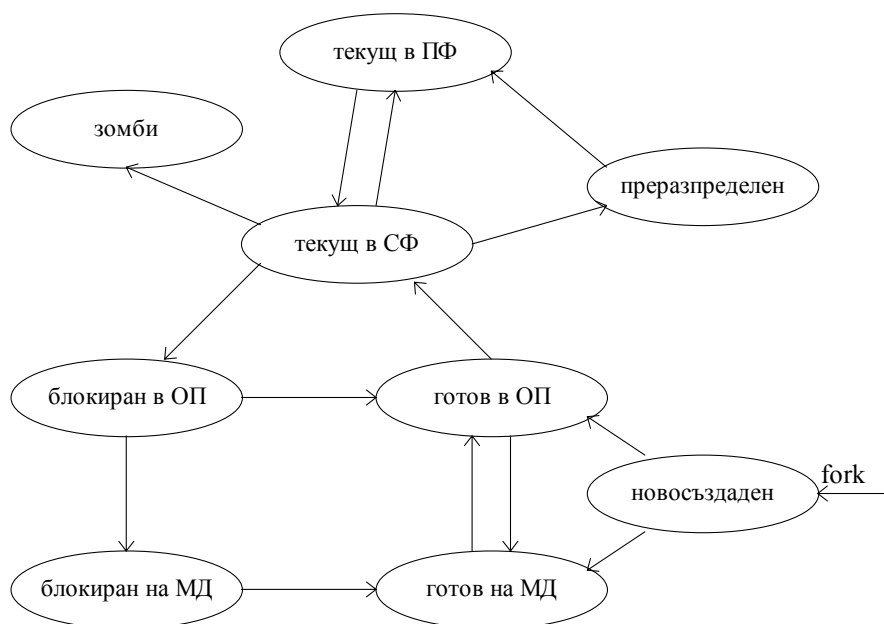 текущ в ПФ
зомби
преразпределен
текущ в СФ
блокиран в ОП
готов в ОП
fork
новосъздаден
блокиран на МД
готов на МД